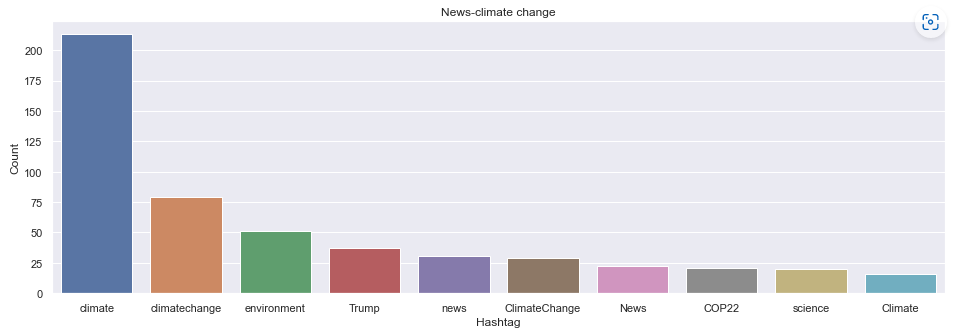 News-climate change
200
175
150
125
100
75
50
25
0
Count
climate climatechange environment Trump news ClimateChange News COP22 science Climate
Hashtag